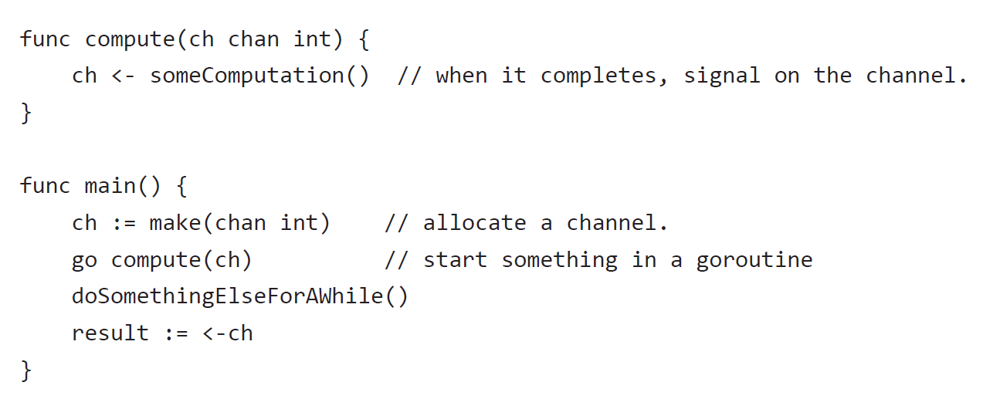 func compute(ch chan int) {
    ch <- someComputation()  // when it completes, signal on the channel.
}

func main() {
    ch := make(chan int)    // allocate a channel.
    go compute(ch)          // start something in a goroutine
    doSomethingElseForAWhile()
    result := <-ch
}